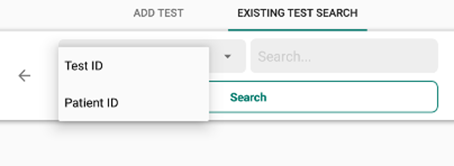 ADD TEST
EXISTING TEST SEARCH
Test ID
Search...
Patient ID
Search